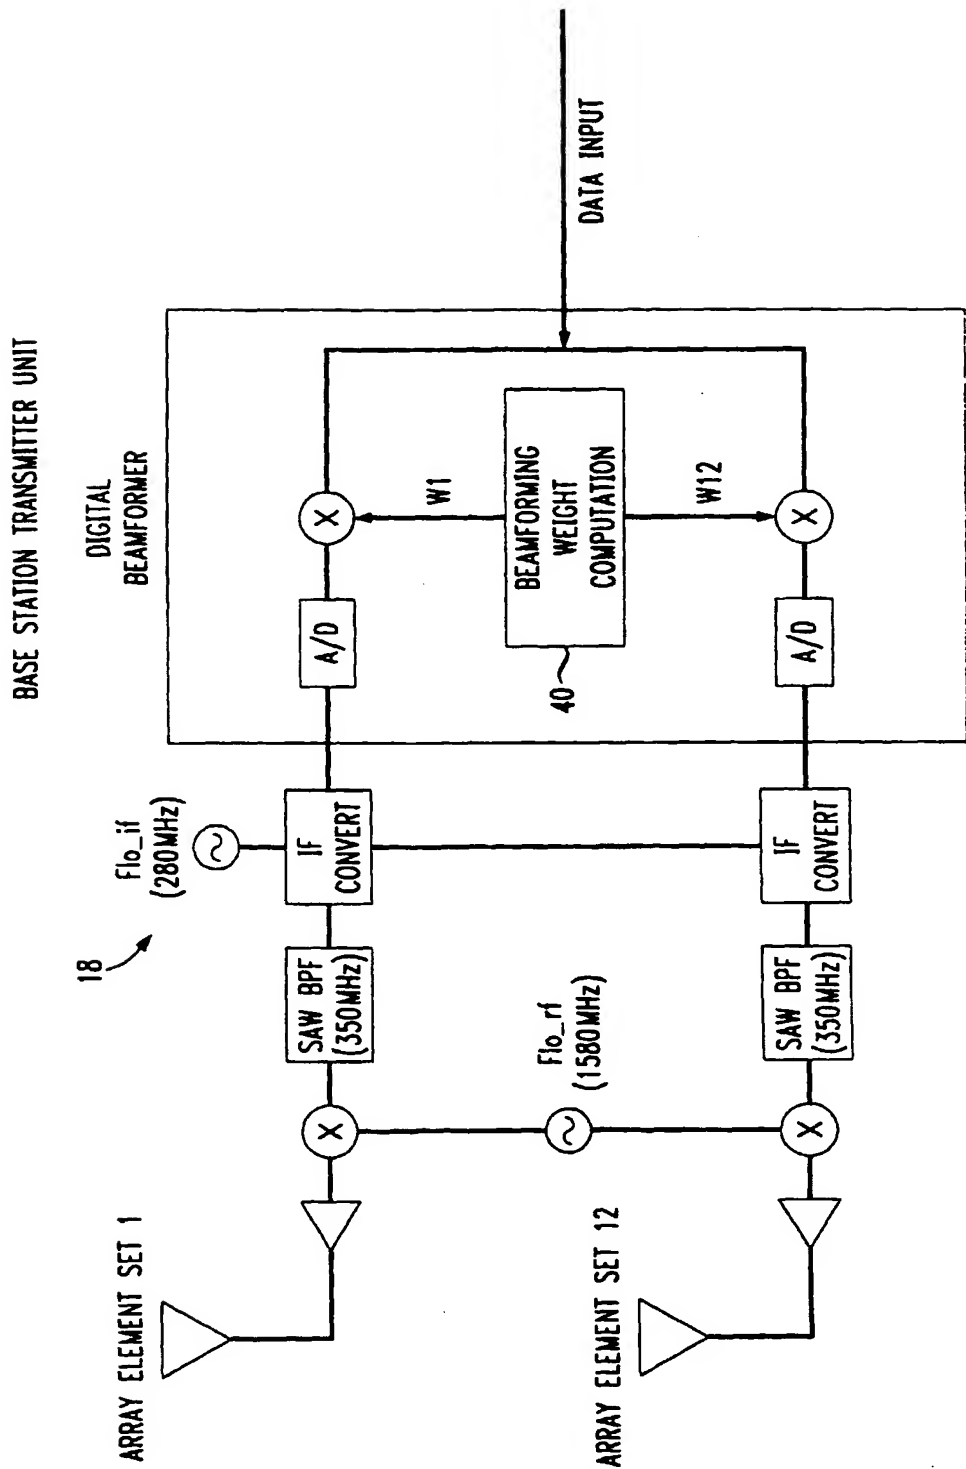 BASE STATION TRANSMITTER UNIT
DIGITAL
BEAMFORMER
18
Flo_if
(280MHz)
ARRAY ELEMENT SET 1
X
SAW BPF
(350MHz)
IF
CONVERT
A/D
X
W1
Flo_rf
(1580MHz)
40
BEAMFORMING
WEIGHT
COMPUTATION
DATA INPUT
W12
ARRAY ELEMENT SET 12
X
SAW BPF
(350MHz)
IF
CONVERT
A/D
X